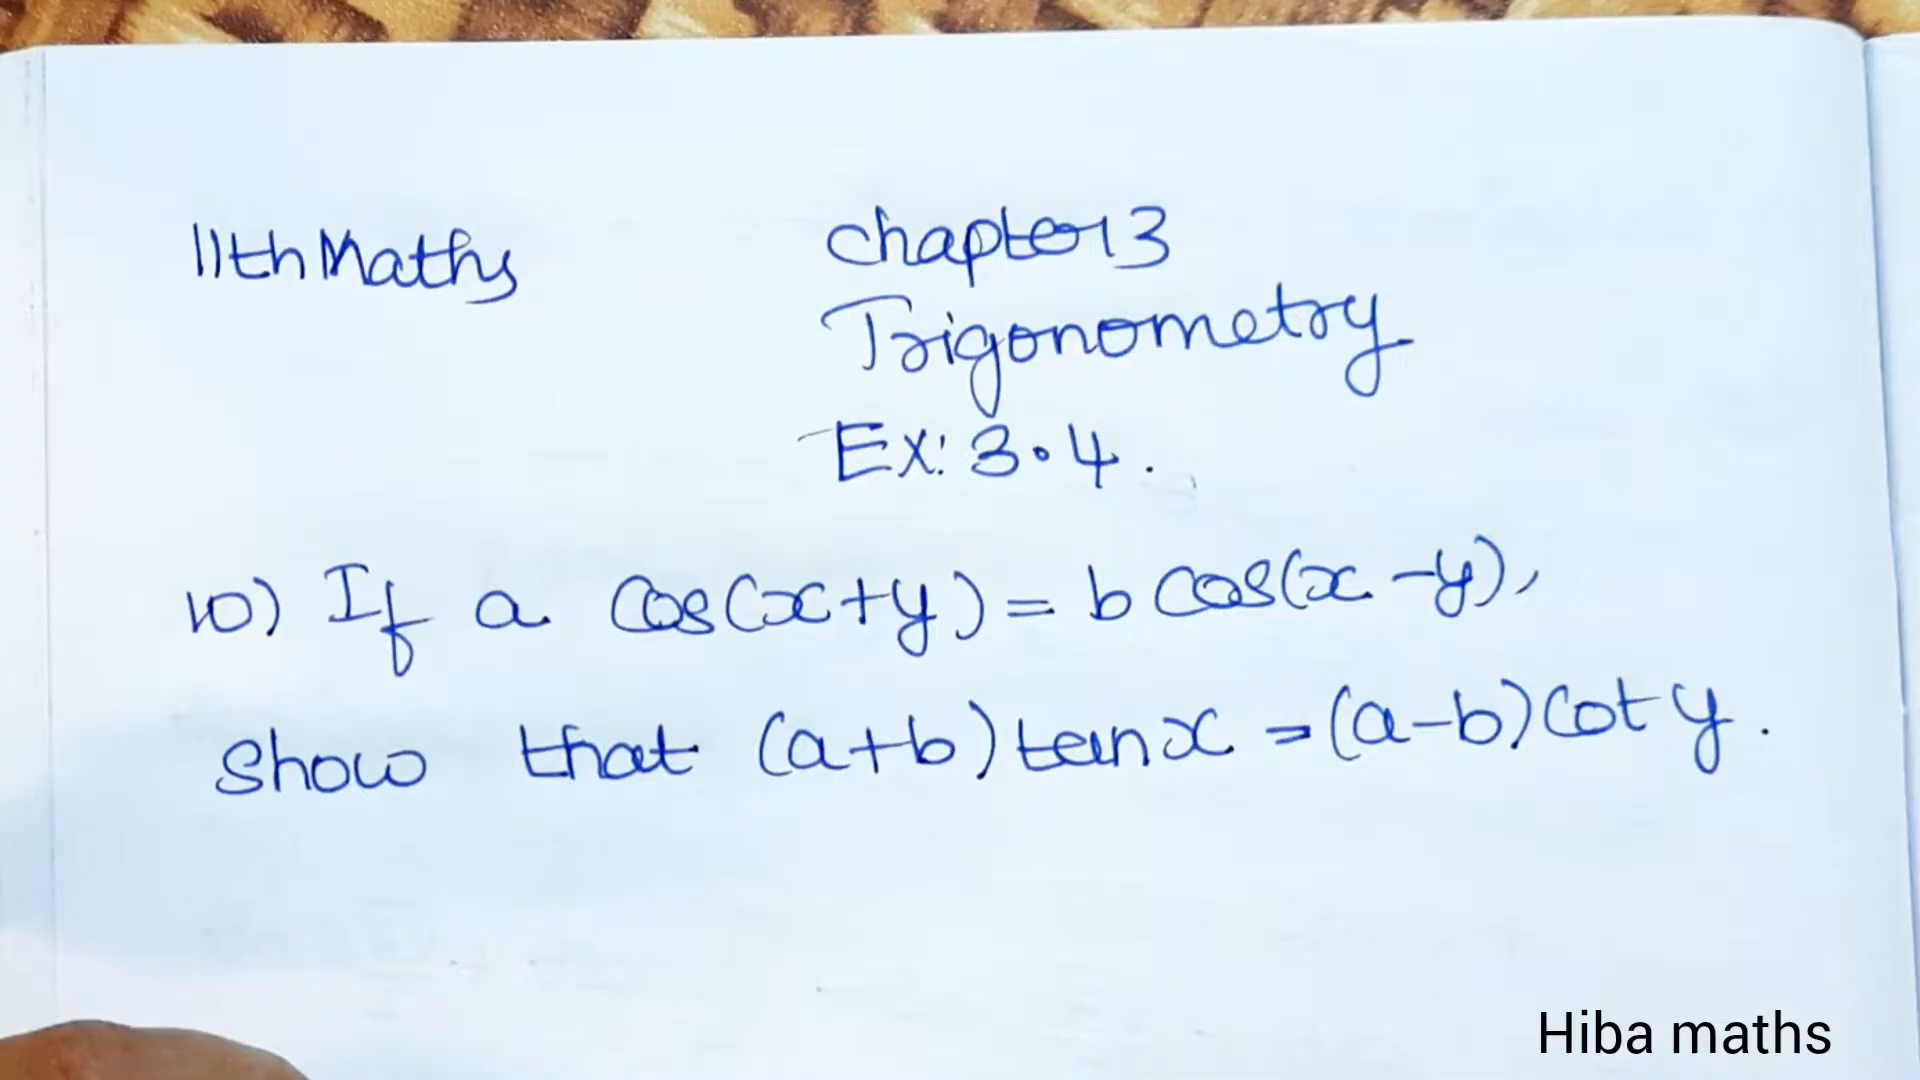 11th Maths
Chapter 3
Trigonometry
Ex: 3.4.
10) If a cos(x+y) = b cos(x-y),
Show that (a+b) tan x = (a-b) cot y.
Hiba maths